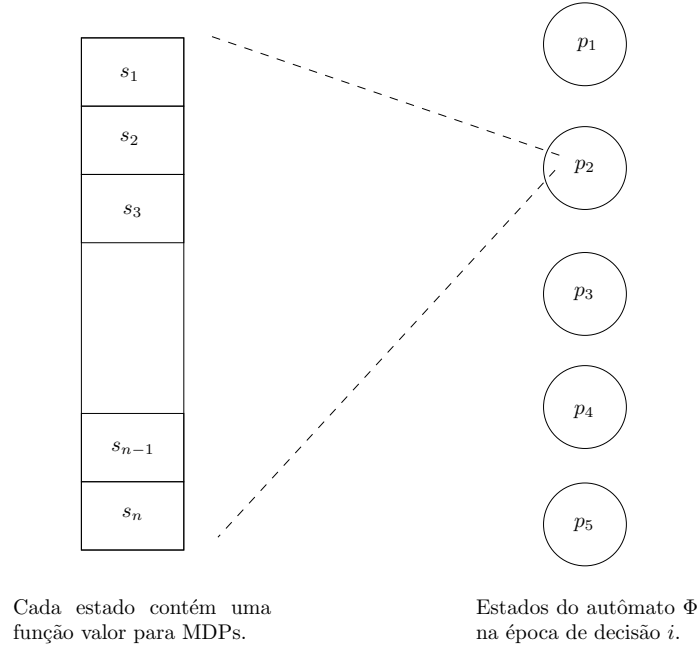 s₁
s₂
s₃
sₙ₋₁
sₙ
p₁
p₂
p₃
p₄
p₅
Cada estado contém uma
função valor para MDPs.
Estados do autômato Φ
na época de decisão i.